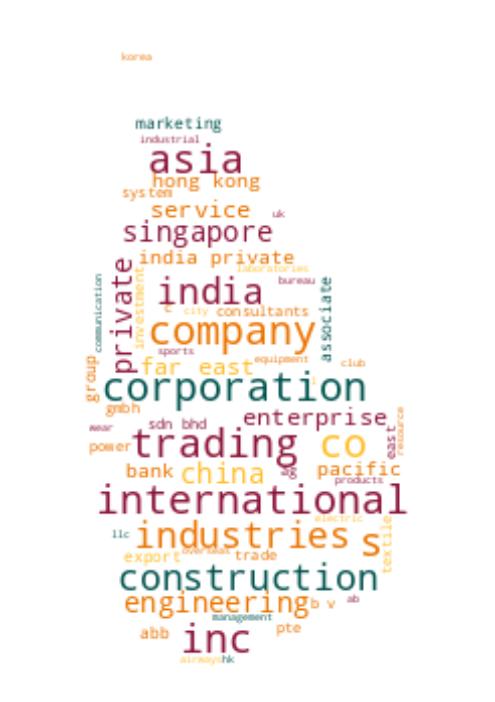 korea
marketing
industrial
asia
hong kong
system
service
uk
singapore
india private
laboratories
private
investment
communication
india
bureau
associate
c
city
consultants
company
sports
far east
equipment
club
group
corporation
l
gmbh
enterprise
resource
wear
sdn bhd
east
power
trading
co
bank
china
ag
pacific
products
international
electric
llc
industries
s
textile
export
overseas
trade
construction
engineering
b v
ab
management
abb
inc
pte
airways
hk